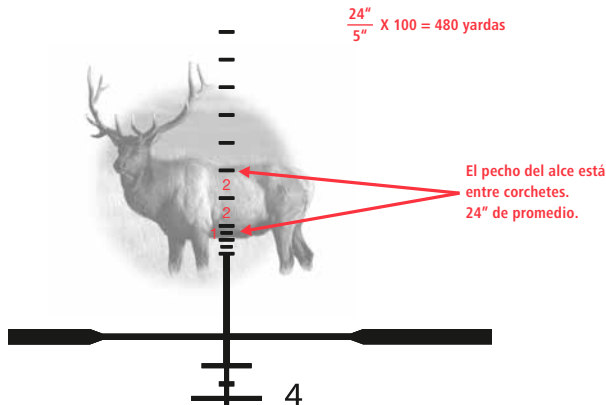 24"
5"
X 100 = 480 yardas
El pecho del alce está
entre corchetes.
24" de promedio.
2
2
1
4